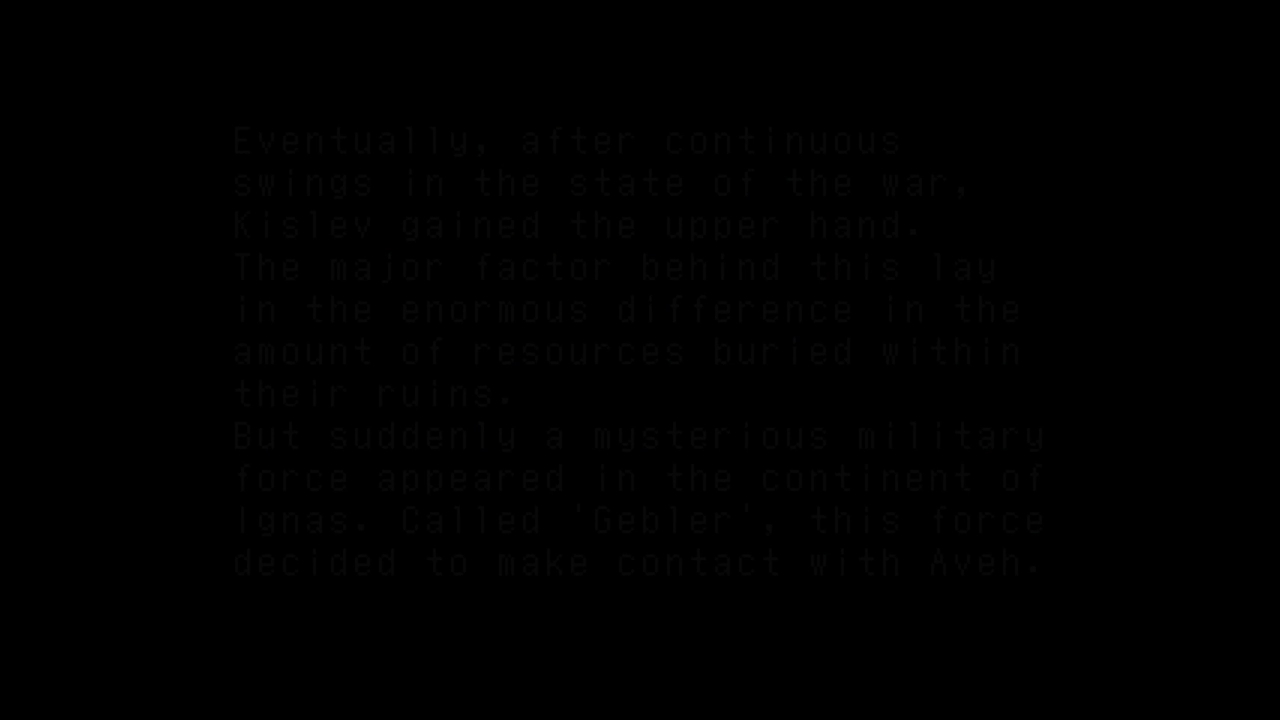 Eventually, after continuous
swings in the state of the war,
Kislev gained the upper hand.
The major factor behind this lay
in the enormous difference in the
amount of resources buried within
their ruins.
But suddenly a mysterious military
force appeared in the continent of
Ignas. Called 'Gebler', this force
decided to make contact with Aveh.